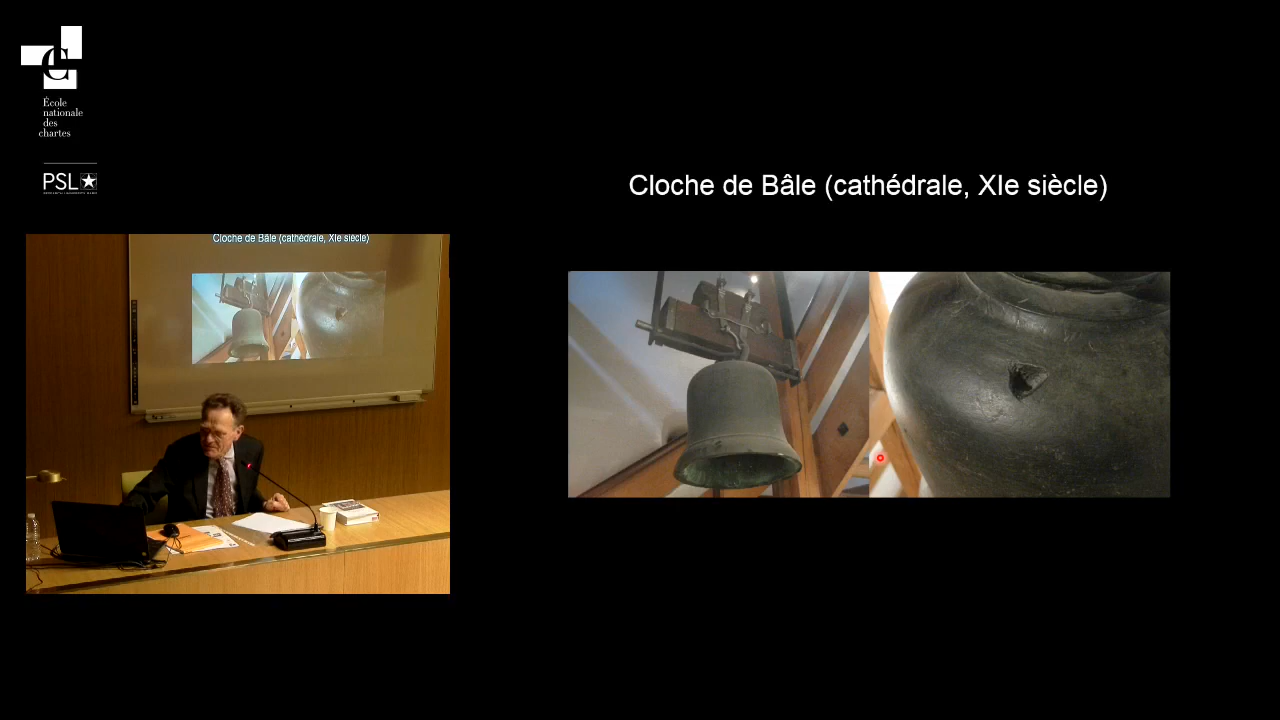 École
nationale
des
chartes
PSL
Cloche de Bâle (cathédrale, XIe siècle)
Cloche de Bâle (cathédrale, XIe siècle)